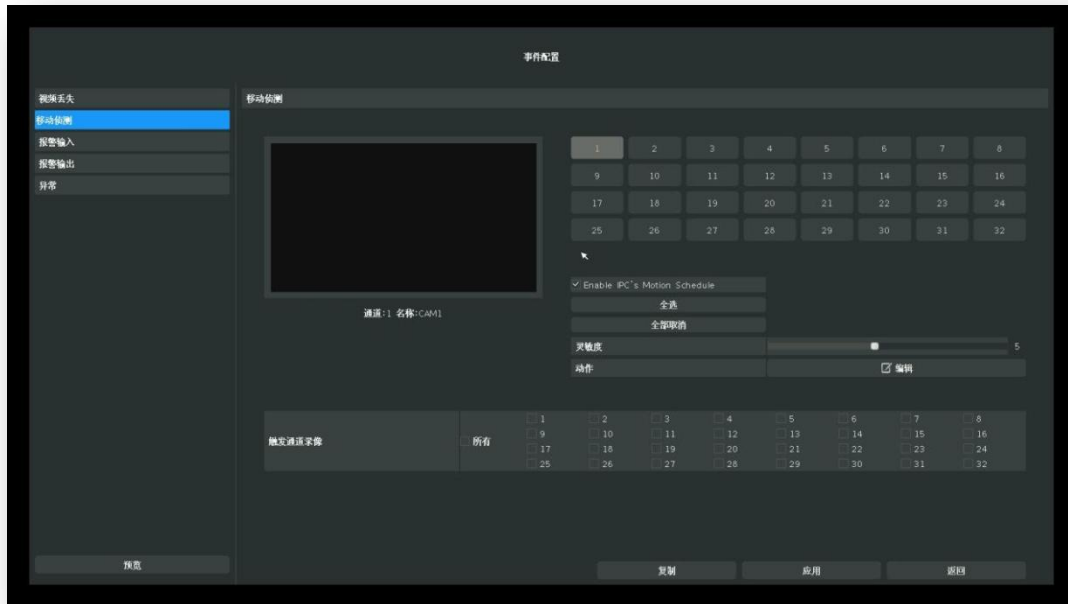 事件配置
视频丢失
移动侦测
报警输入
报警输出
异常
预览
移动侦测
通道:1 名称:CAM1
1 2 3 4 5 6 7 8
9 10 11 12 13 14 15 16
17 18 19 20 21 22 23 24
25 26 27 28 29 30 31 32
Enable IPC's Motion Schedule
全选
全部取消
灵敏度 5
动作 编辑
触发通道录像 所有
1 2 3 4 5 6 7 8
9 10 11 12 13 14 15 16
17 18 19 20 21 22 23 24
25 26 27 28 29 30 31 32
复制 应用 返回